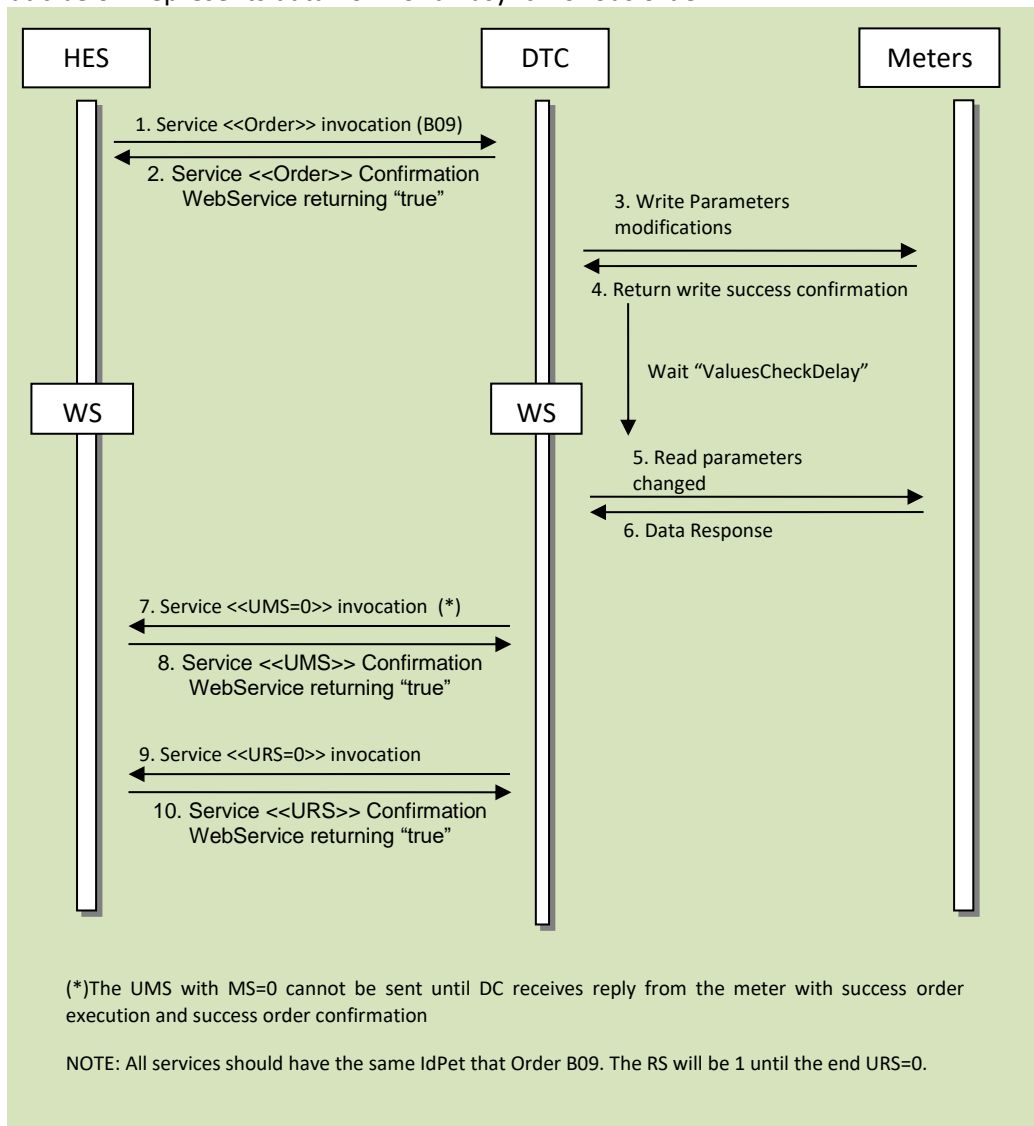 HES
DTC
Meters
1. Service <<Order>> invocation (B09)
2. Service <<Order>> Confirmation
WebService returning "true"
3. Write Parameters
modifications
4. Return write success confirmation
Wait “ValuesCheckDelay”
WS
WS
5. Read parameters
changed
6. Data Response
7. Service <<UMS=0>> invocation (*)
8. Service <<UMS>> Confirmation
WebService returning “true”
9. Service <<URS=0>> invocation
10. Service <<URS>> Confirmation
WebService returning “true”
(*)The UMS with MS=0 cannot be sent until DC receives reply from the meter with success order
execution and success order confirmation
NOTE: All services should have the same IdPet that Order B09. The RS will be 1 until the end URS=0.